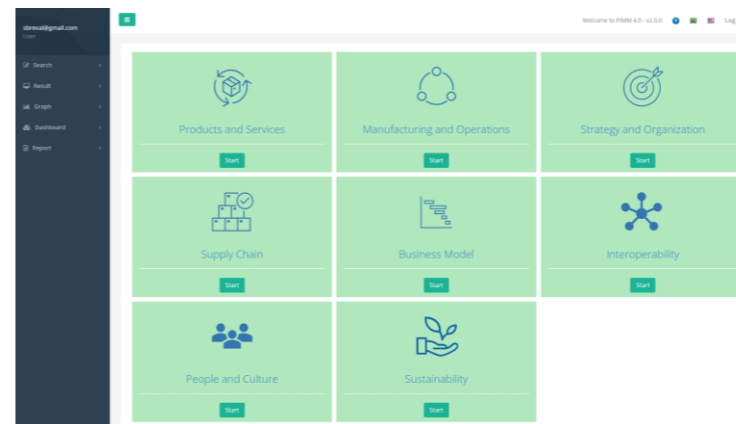 sbroval@gmail.com
User
Welcome to PIMM 4.0 - v2.0.0
Log
Search
Result
Graph
Dashboard
Report
Products and Services
Manufacturing and Operations
Strategy and Organization
Start
Start
Start
Supply Chain
Business Model
Interoperability
Start
Start
Start
People and Culture
Sustainability
Start
Start